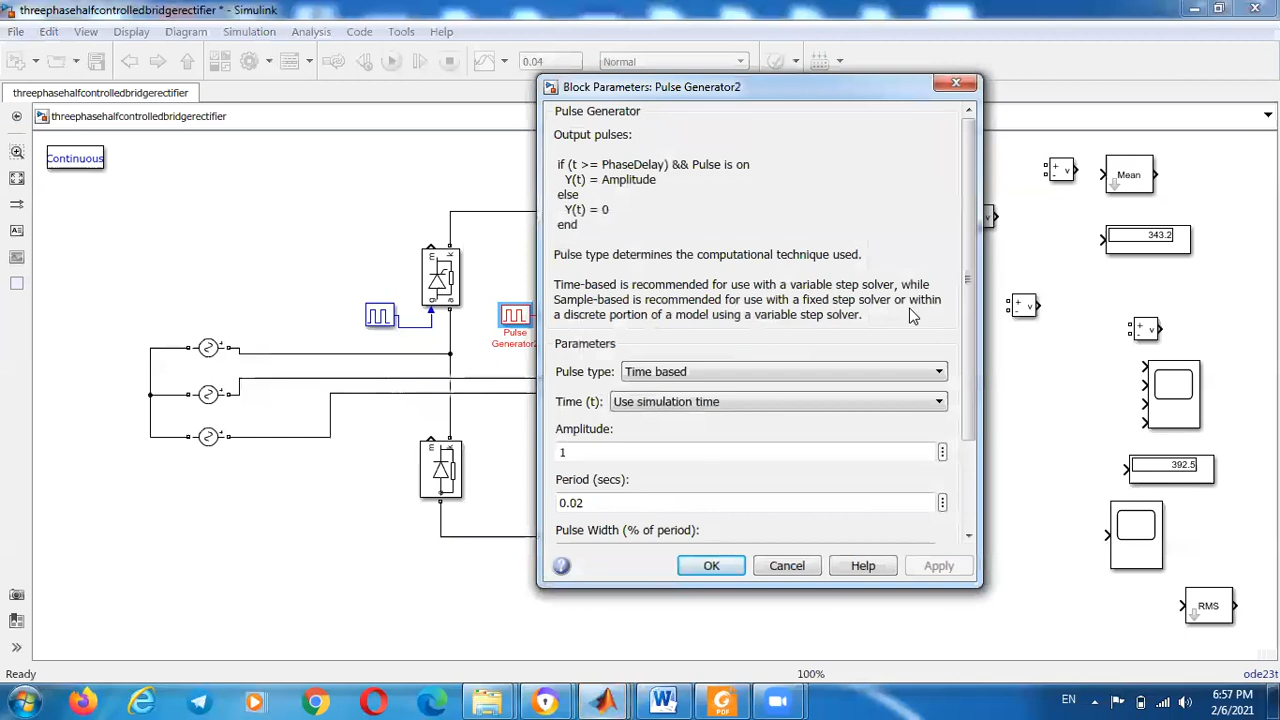 threephasehalfcontrolledbridgerectifier * - Simulink
File Edit View Display Diagram Simulation Analysis Code Tools Help
0.04
Normal
threephasehalfcontrolledbridgerectifier
threephasehalfcontrolledbridgerectifier
Continuous
m
a
k
Pulse
Generator2
m
a
k
Block Parameters: Pulse Generator2
Pulse Generator
Output pulses:
if (t >= PhaseDelay) && Pulse is on
Y(t) = Amplitude
else
Y(t) = 0
end
Pulse type determines the computational technique used.
Time-based is recommended for use with a variable step solver, while
Sample-based is recommended for use with a fixed step solver or within
a discrete portion of a model using a variable step solver.
Parameters
Pulse type: Time based
Time (t): Use simulation time
Amplitude:
1
Period (secs):
0.02
Pulse Width (% of period):
OK Cancel Help Apply
+ v
-
Mean
v
343.2
+ v
-
+ v
-
392.5
RMS
Ready
100%
ode23t
EN
6:57 PM
2/6/2021